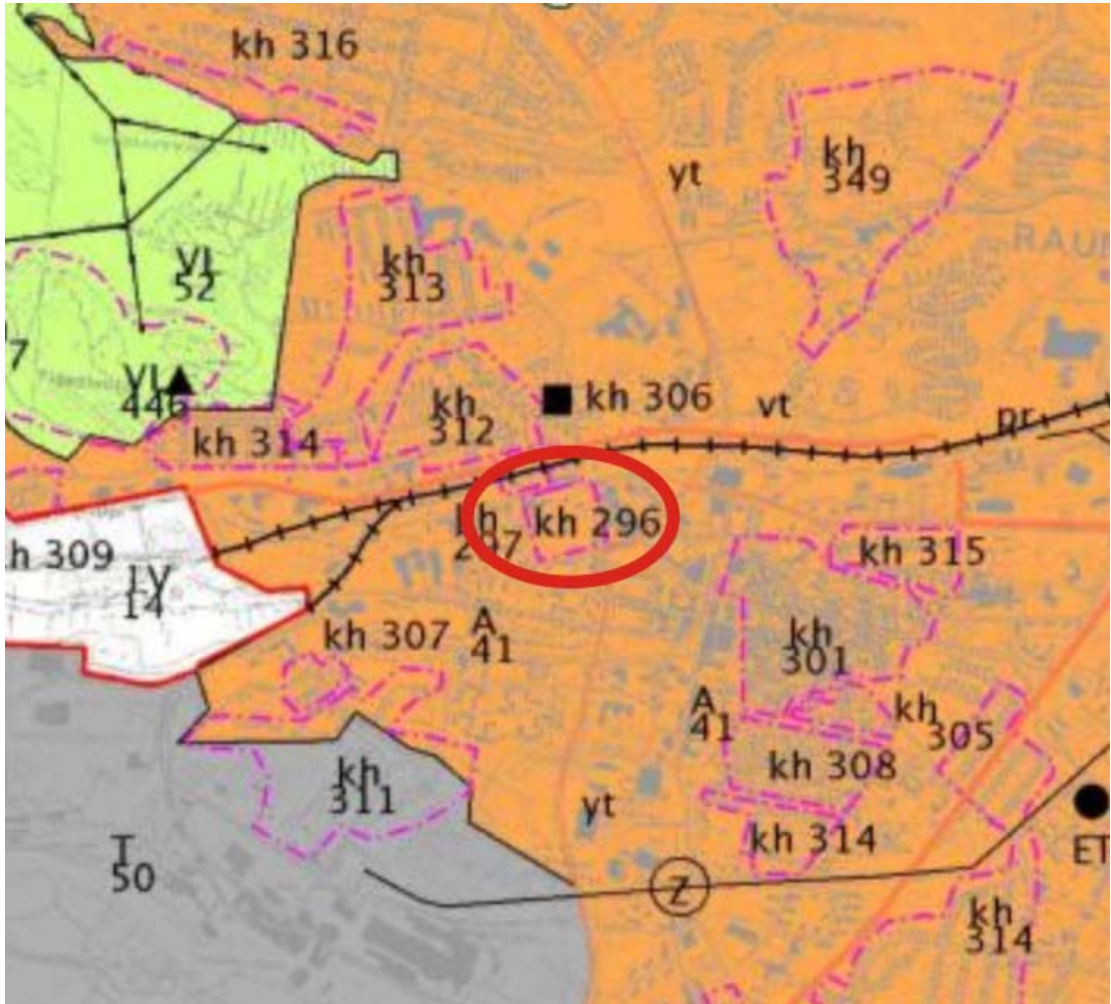 kh 316
kh
349
yt
RAUM
VL
52
kh
313
7
VL
446
kh 306
vt
pr
kh
312
kh 314
kh 296
kh 309
LV
14
kh 315
kh 307
A
41
kh
301
A
41
kh
305
kh 308
kh
311
yt
kh 314
T
50
ET
Z
kh
314